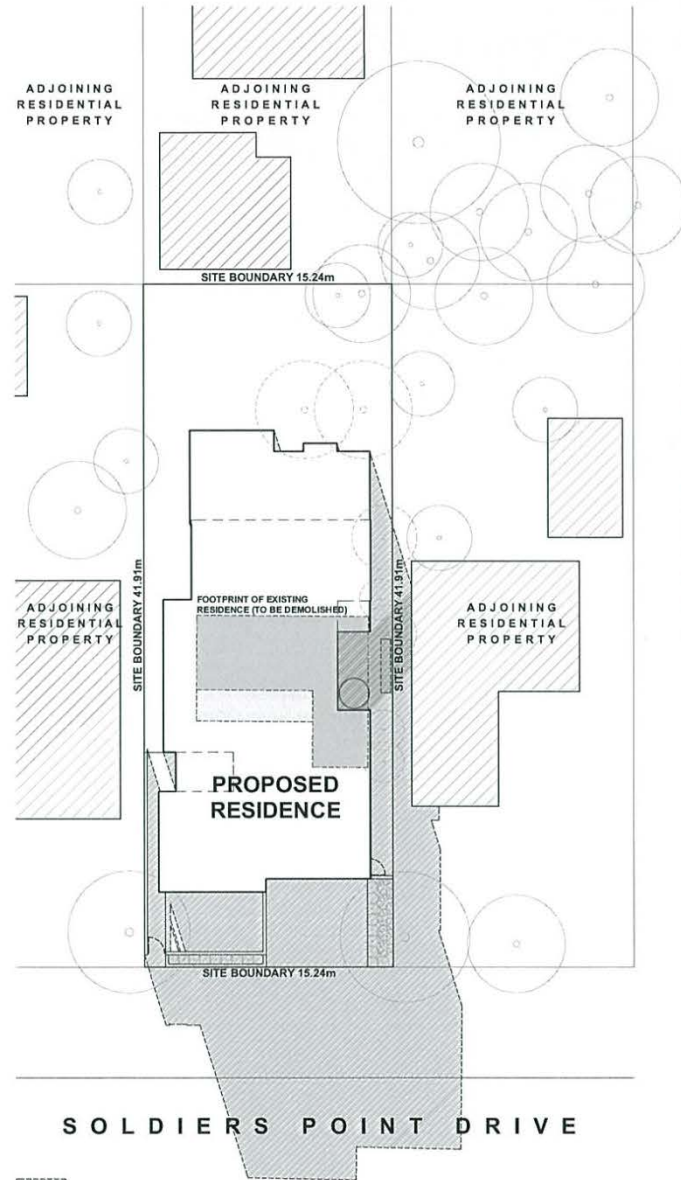 ADJOINING
RESIDENTIAL
PROPERTY
ADJOINING
RESIDENTIAL
PROPERTY
ADJOINING
RESIDENTIAL
PROPERTY
SITE BOUNDARY 15.24m
SITE BOUNDARY 41.91m
FOOTPRINT OF EXISTING
RESIDENCE (TO BE DEMOLISHED)
SITE BOUNDARY 41.91m
ADJOINING
RESIDENTIAL
PROPERTY
ADJOINING
RESIDENTIAL
PROPERTY
PROPOSED
RESIDENCE
SITE BOUNDARY 15.24m
SOLDIERS POINT DRIVE